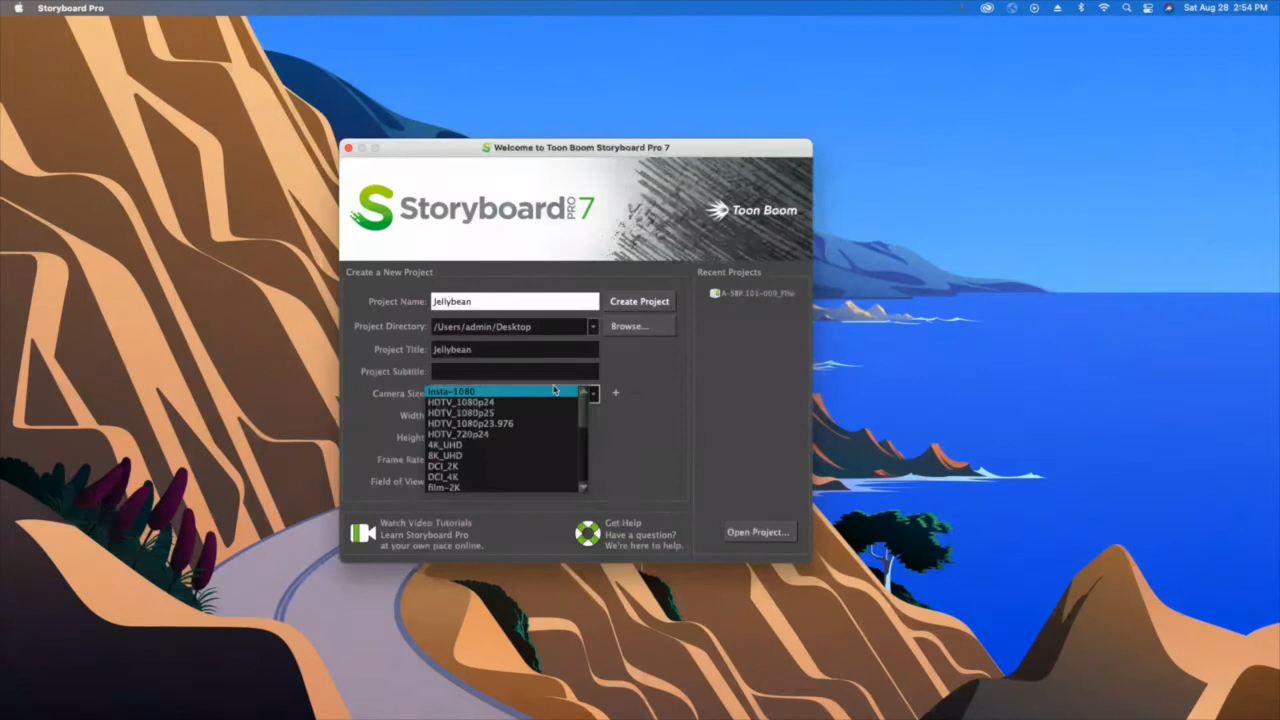 Storyboard Pro
Sat Aug 28 2:54 PM
Welcome to Toon Boom Storyboard Pro 7
Storyboard PRO 7
Toon Boom
Create a New Project
Recent Projects
Project Name: Jellybean Create Project
Project Directory: /Users/admin/Desktop Browse...
Project Title: Jellybean
Project Subtitle:
Camera Size
Insta-1080
HDTV_1080p24
HDTV_1080p25
HDTV_1080p23.976
HDTV_720p24
4K_UHD
8K_UHD
DCI_2K
DCI_4K
film-2K
Width
Height
Frame Rate
Field of View
Watch Video Tutorials
Learn Storyboard Pro
at your own pace online.
Get Help
Have a question?
We're here to help.
Open Project...